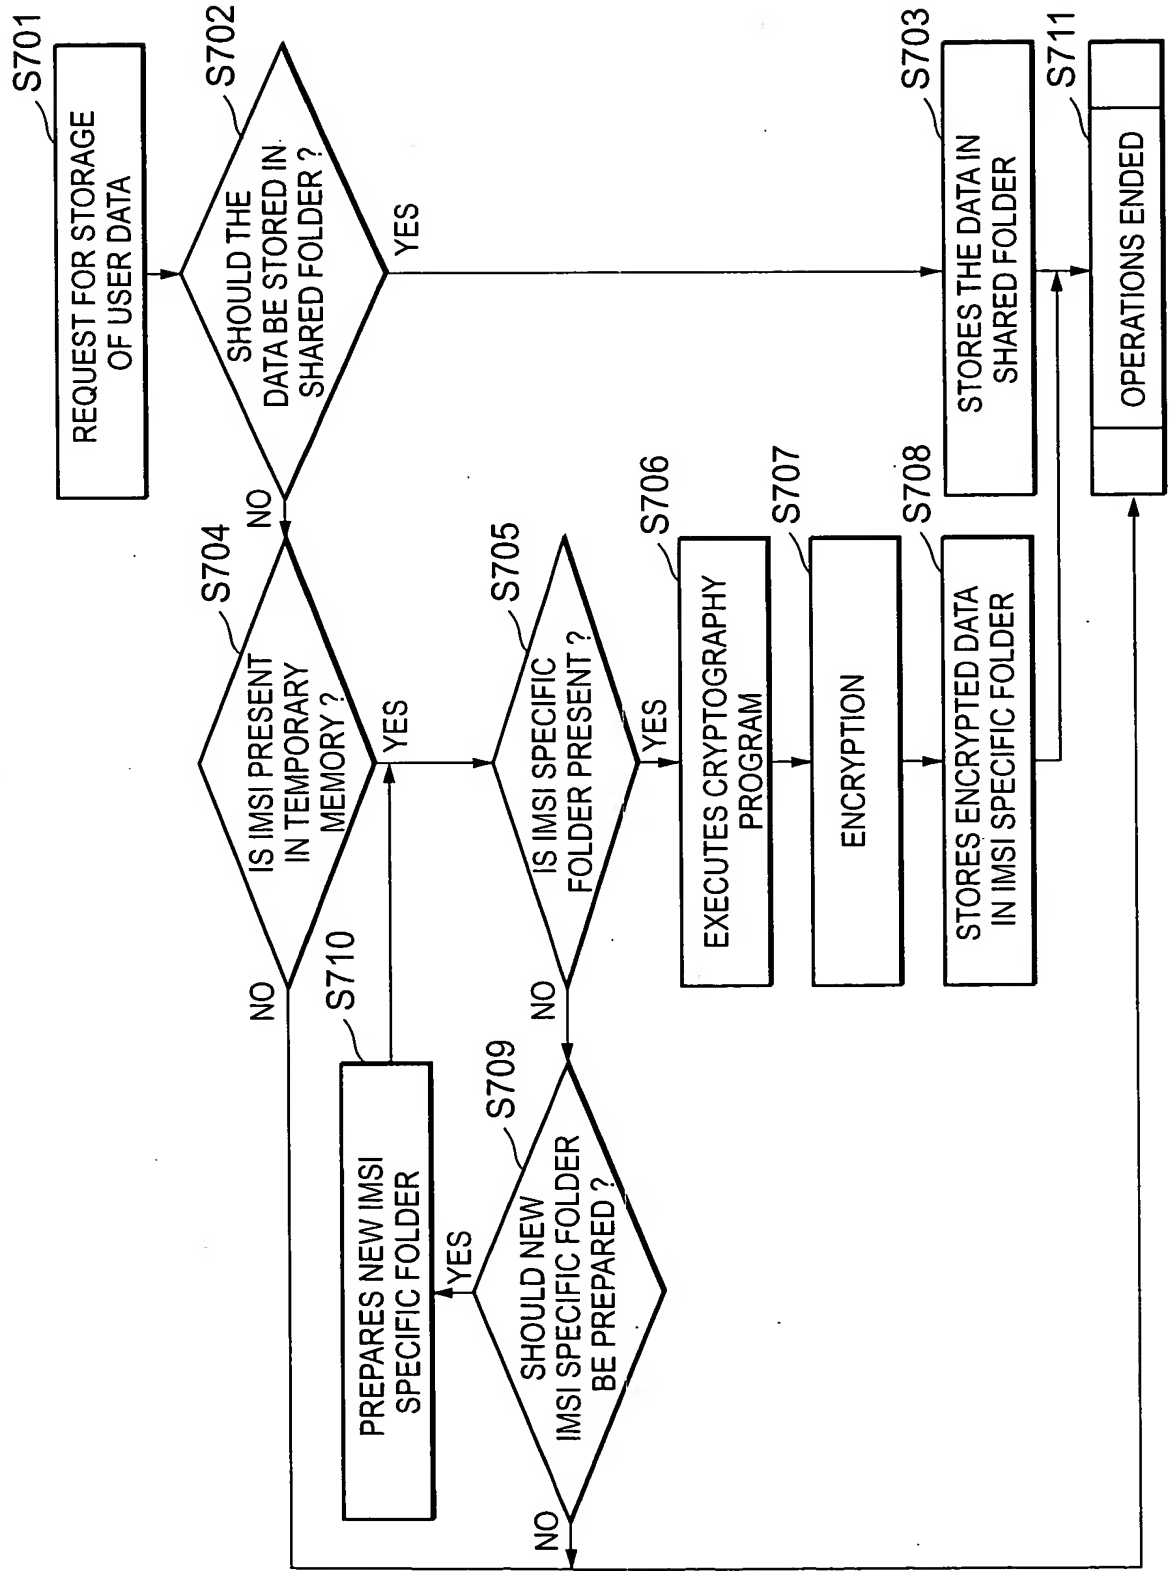 S701
REQUEST FOR STORAGE
OF USER DATA
S702
SHOULD THE
DATA BE STORED IN
SHARED FOLDER ?
YES
NO
S703
STORES THE DATA IN
SHARED FOLDER
S711
OPERATIONS ENDED
S704
IS IMSI PRESENT
IN TEMPORARY
MEMORY ?
YES
NO
S705
IS IMSI SPECIFIC
FOLDER PRESENT ?
YES
NO
S706
EXECUTES CRYPTOGRAPHY
PROGRAM
S707
ENCRYPTION
S708
STORES ENCRYPTED DATA
IN IMSI SPECIFIC FOLDER
S710
PREPARES NEW IMSI
SPECIFIC FOLDER
YES
S709
SHOULD NEW
IMSI SPECIFIC FOLDER
BE PREPARED ?
NO